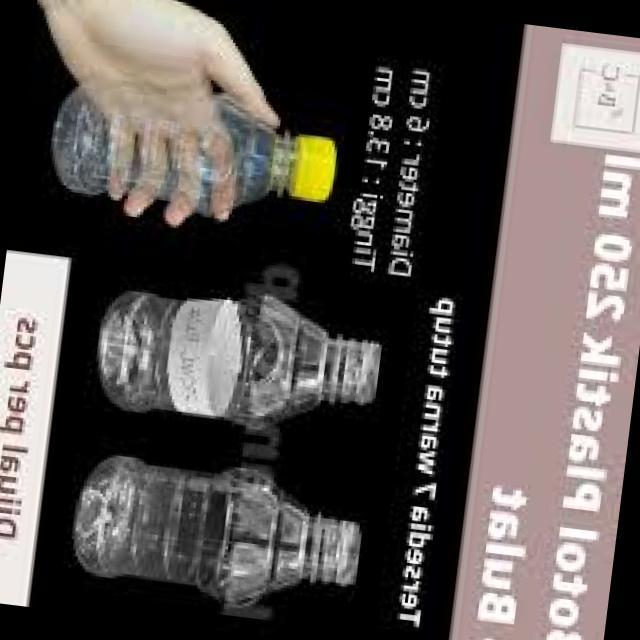 botol plastik 250 ml
Bulat
Tersedia 7 warna tutup
Diameter : 6 cm
Tinggi : 13,8 cm
Dijual per pcs